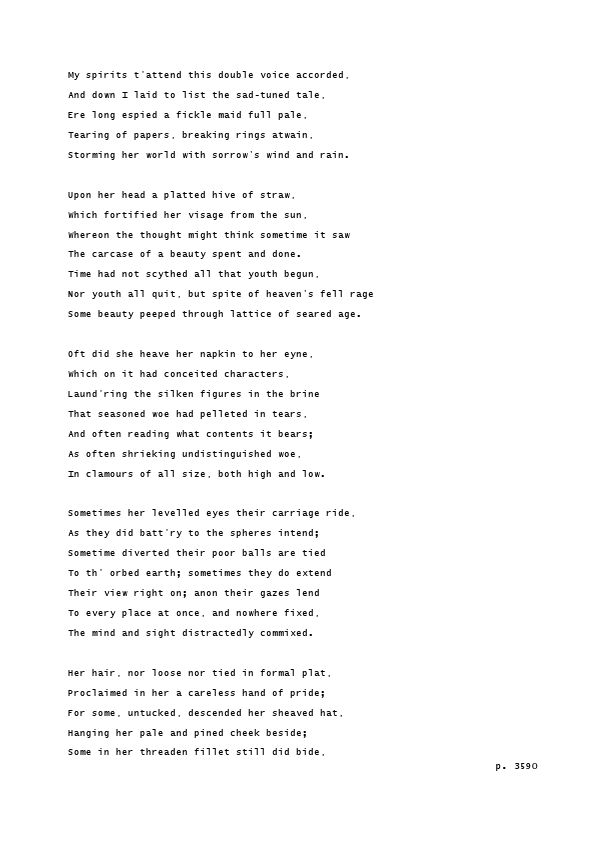 My spirits t'attend this double voice accorded,
And down I laid to list the sad-tuned tale,
Ere long espied a fickle maid full pale,
Tearing of papers, breaking rings atwain,
Storming her world with sorrow's wind and rain.

Upon her head a platted hive of straw,
Which fortified her visage from the sun,
Whereon the thought might think sometime it saw
The carcase of a beauty spent and done.
Time had not scythed all that youth begun,
Nor youth all quit, but spite of heaven's fell rage
Some beauty peeped through lattice of seared age.

Oft did she heave her napkin to her eyne,
Which on it had conceited characters,
Laund'ring the silken figures in the brine
That seasoned woe had pelleted in tears,
And often reading what contents it bears;
As often shrieking undistinguished woe,
In clamours of all size, both high and low.

Sometimes her levelled eyes their carriage ride,
As they did batt'ry to the spheres intend;
Sometime diverted their poor balls are tied
To th' orbed earth; sometimes they do extend
Their view right on; anon their gazes lend
To every place at once, and nowhere fixed,
The mind and sight distractedly commixed.

Her hair, nor loose nor tied in formal plat,
Proclaimed in her a careless hand of pride;
For some, untucked, descended her sheaved hat,
Hanging her pale and pined cheek beside;
Some in her threaden fillet still did bide,
p. 3590